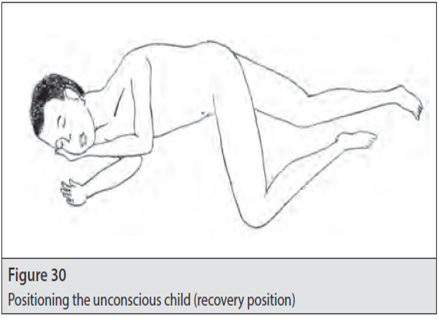 Figure 30
Positioning the unconscious child (recovery position)